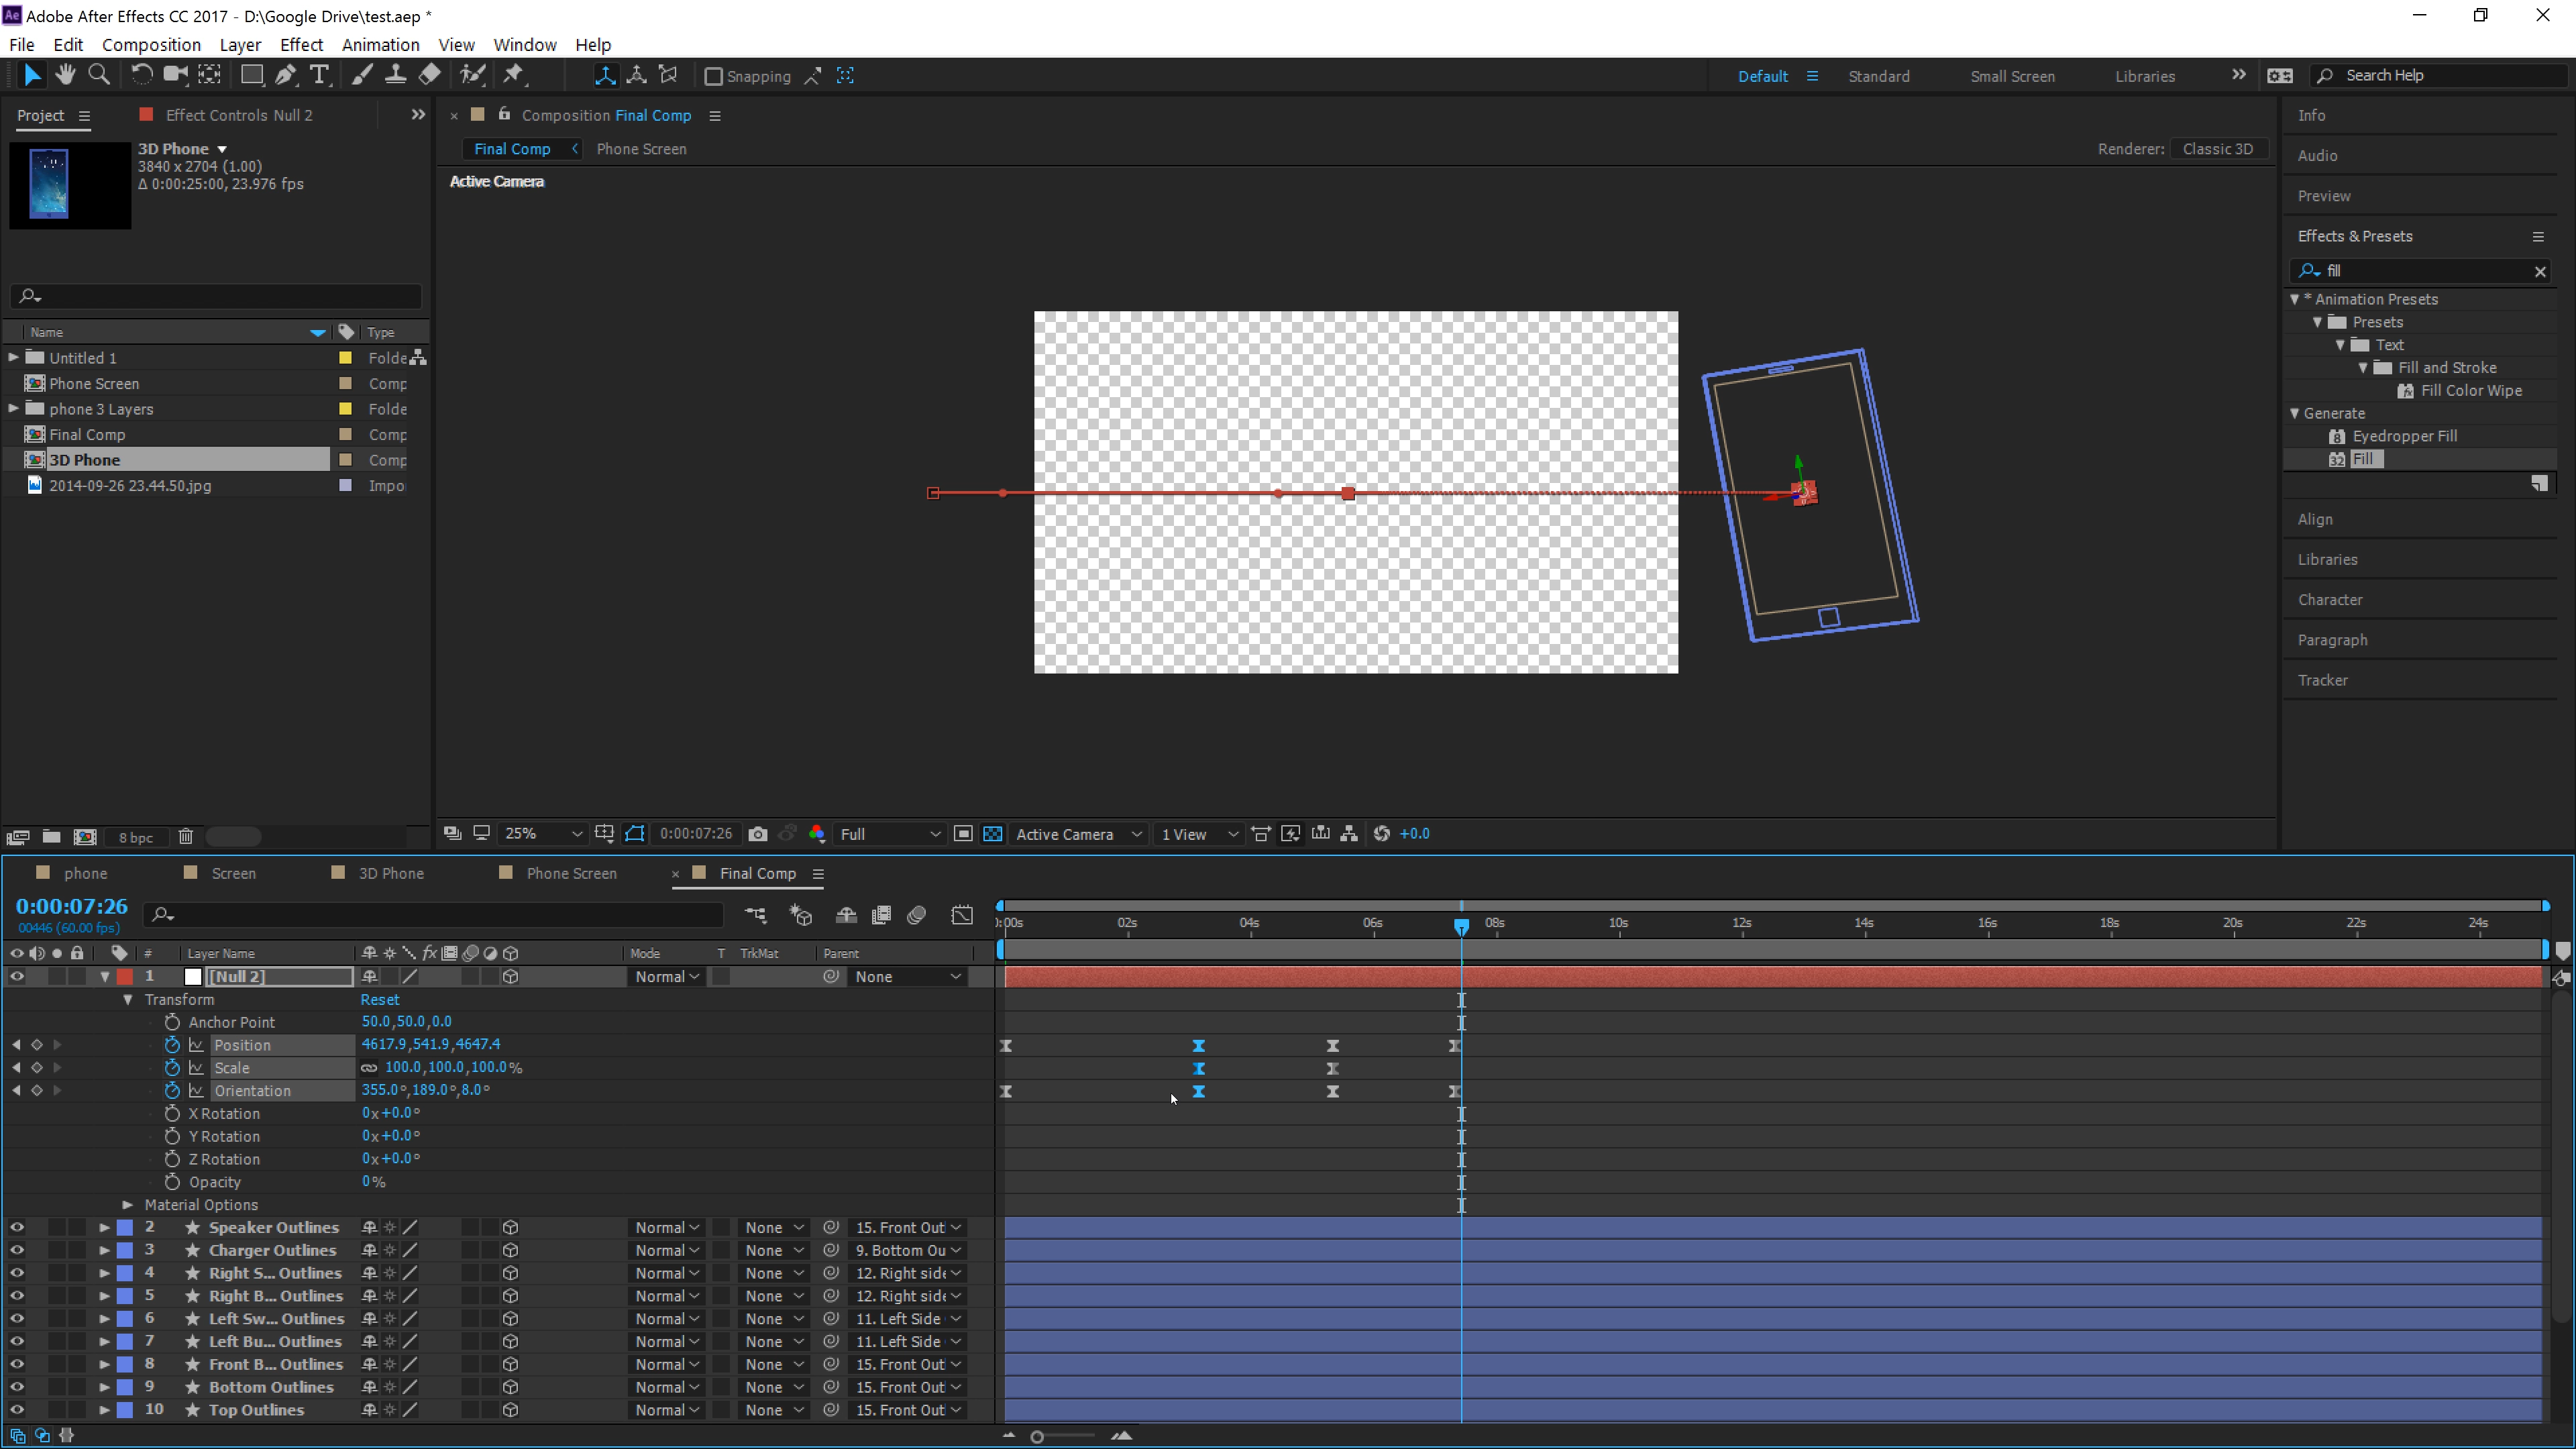 Ae Adobe After Effects CC 2017 - D:\Google Drive\test.aep *
File Edit Composition Layer Effect Animation View Window Help
Snapping
Default Standard Small Screen Libraries Search Help
Project Effect Controls Null 2
3D Phone
3840 x 2704 (1.00)
Δ 0:00:25:00, 23.976 fps
Name Type
Untitled 1 Folde
Phone Screen Comp
phone 3 Layers Folde
Final Comp Comp
3D Phone Comp
2014-09-26 23.44.50.jpg Impo
8 bpc
Composition Final Comp
Final Comp Phone Screen
Renderer: Classic 3D
Active Camera
25% 0:00:07:26 Full Active Camera 1 View +0.0
Info
Audio
Preview
Effects & Presets
fill
* Animation Presets
Presets
Text
Fill and Stroke
Fill Color Wipe
Generate
8 Eyedropper Fill
32 Fill
Align
Libraries
Character
Paragraph
Tracker
phone Screen 3D Phone Phone Screen Final Comp
0:00:07:26
00446 (60.00 fps)
):00s 02s 04s 06s 08s 10s 12s 14s 16s 18s 20s 22s 24s
# Layer Name fx Mode T TrkMat Parent
1 [Null 2] Normal None
Transform Reset
Anchor Point 50.0,50.0,0.0
Position 4617.9,541.9,4647.4
Scale 100.0,100.0,100.0%
Orientation 355.0°,189.0°,8.0°
X Rotation 0x+0.0°
Y Rotation 0x+0.0°
Z Rotation 0x+0.0°
Opacity 0%
Material Options
2 Speaker Outlines Normal None 15. Front Out
3 Charger Outlines Normal None 9. Bottom Ou
4 Right S... Outlines Normal None 12. Right side
5 Right B... Outlines Normal None 12. Right side
6 Left Sw... Outlines Normal None 11. Left Side
7 Left Bu... Outlines Normal None 11. Left Side
8 Front B... Outlines Normal None 15. Front Out
9 Bottom Outlines Normal None 15. Front Out
10 Top Outlines Normal None 15. Front Out